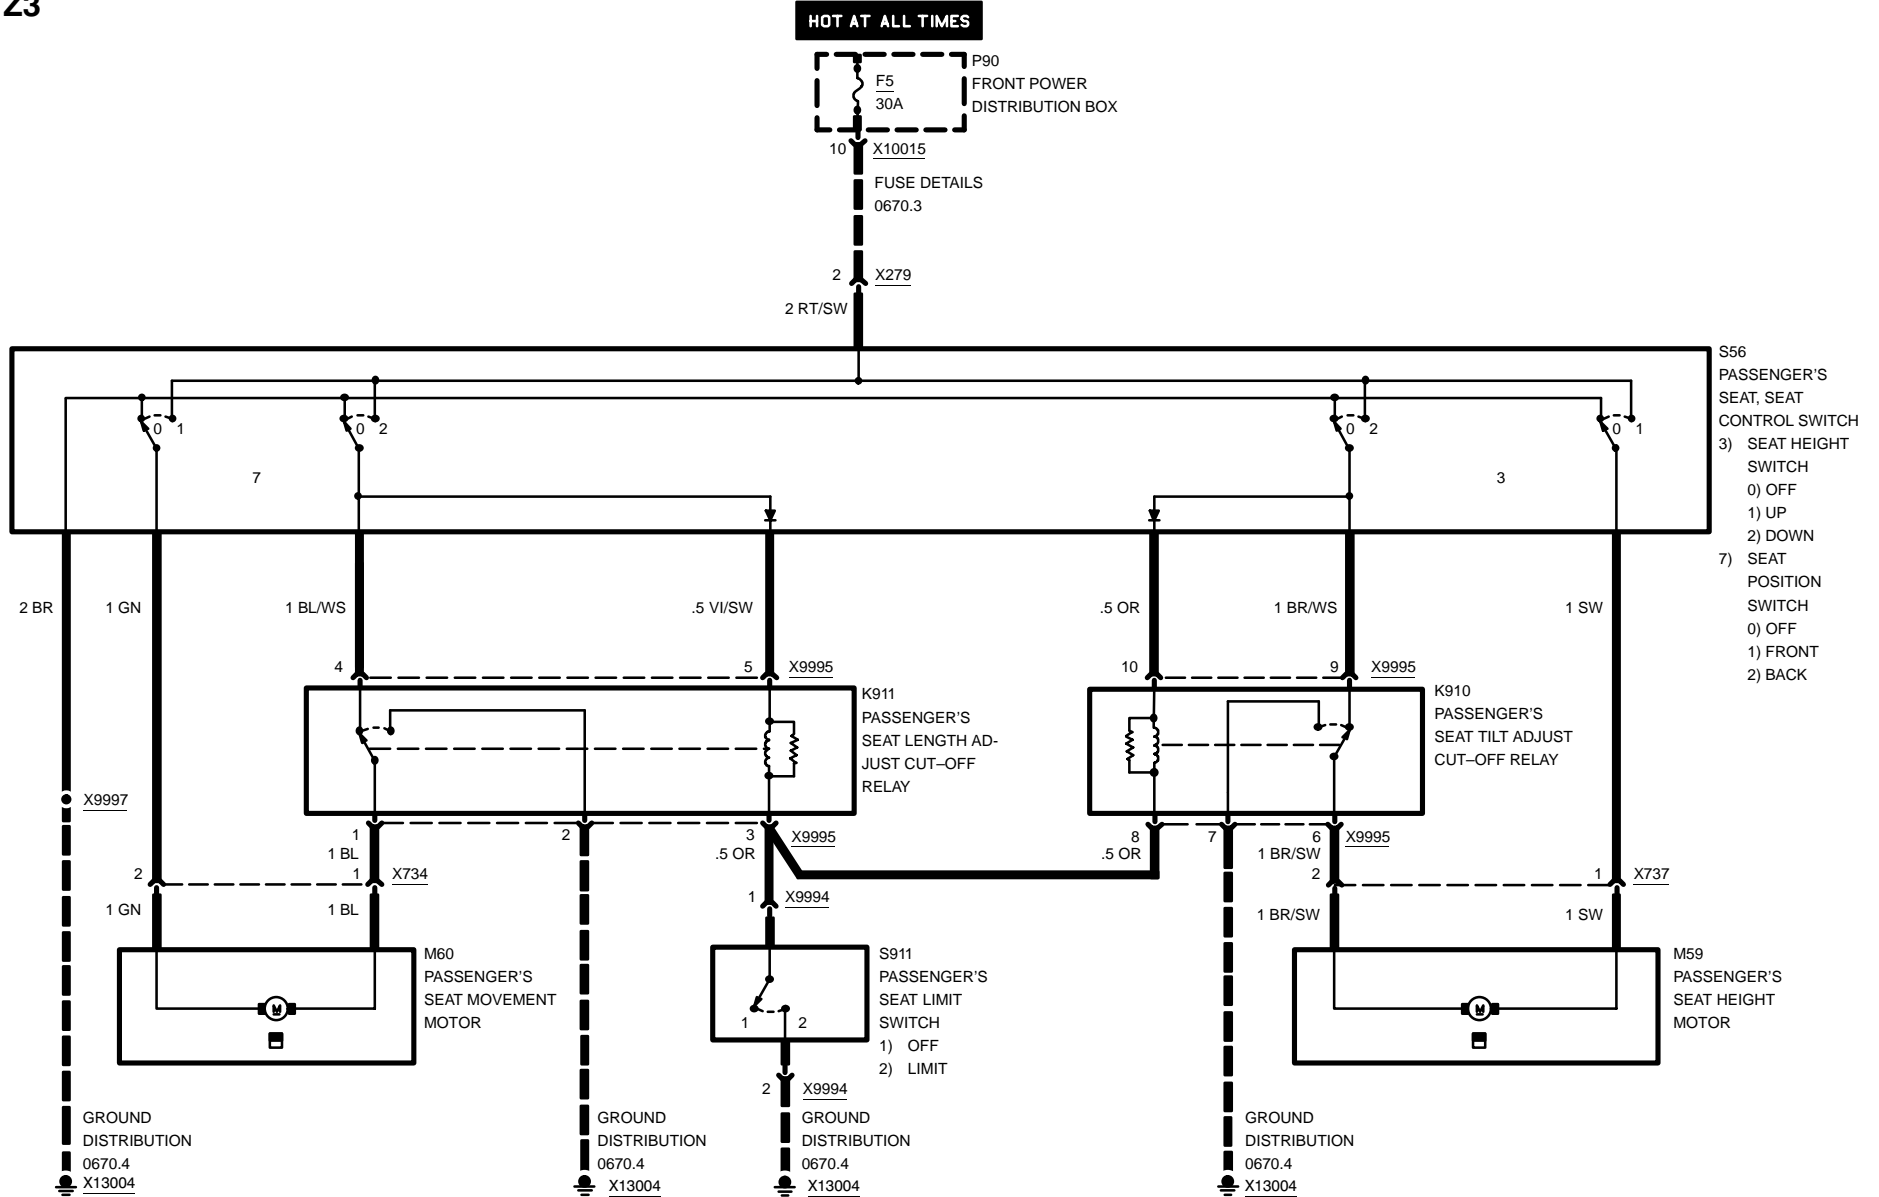 Z3
HOT AT ALL TIMES
P90
FRONT POWER
DISTRIBUTION BOX
F5
30A
10 X10015
FUSE DETAILS
0670.3
2 X279
2 RT/SW
S56
PASSENGER'S
SEAT, SEAT
CONTROL SWITCH
3) SEAT HEIGHT
SWITCH
0) OFF
1) UP
2) DOWN
7) SEAT
POSITION
SWITCH
0) OFF
1) FRONT
2) BACK
0 1
0 2
0 2
0 1
7
3
2 BR
1 GN
1 BL/WS
.5 VI/SW
.5 OR
1 BR/WS
1 SW
4
5 X9995
10
9 X9995
K911
PASSENGER'S
SEAT LENGTH AD-
JUST CUT–OFF
RELAY
K910
PASSENGER'S
SEAT TILT ADJUST
CUT–OFF RELAY
X9997
1
2
3 X9995
8
7
6 X9995
1 BL
.5 OR
.5 OR
1 BR/SW
2
1 X734
2
1 X737
1 X9994
1 GN
1 BL
1 BR/SW
1 SW
M60
PASSENGER'S
SEAT MOVEMENT
MOTOR
M
S911
PASSENGER'S
SEAT LIMIT
SWITCH
1) OFF
2) LIMIT
1 2
M59
PASSENGER'S
SEAT HEIGHT
MOTOR
M
2 X9994
GROUND
DISTRIBUTION
0670.4
X13004
GROUND
DISTRIBUTION
0670.4
X13004
GROUND
DISTRIBUTION
0670.4
X13004
GROUND
DISTRIBUTION
0670.4
X13004